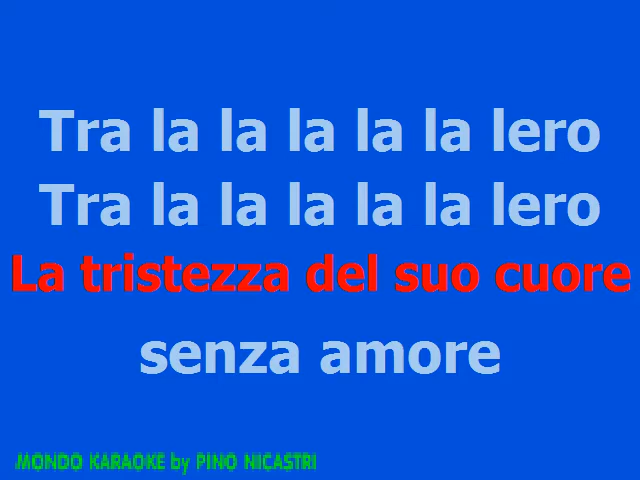 Tra la la la la la lero
Tra la la la la la lero
La tristezza del suo cuore
senza amore
MONDO KARAOKE by PINO NICASTRI